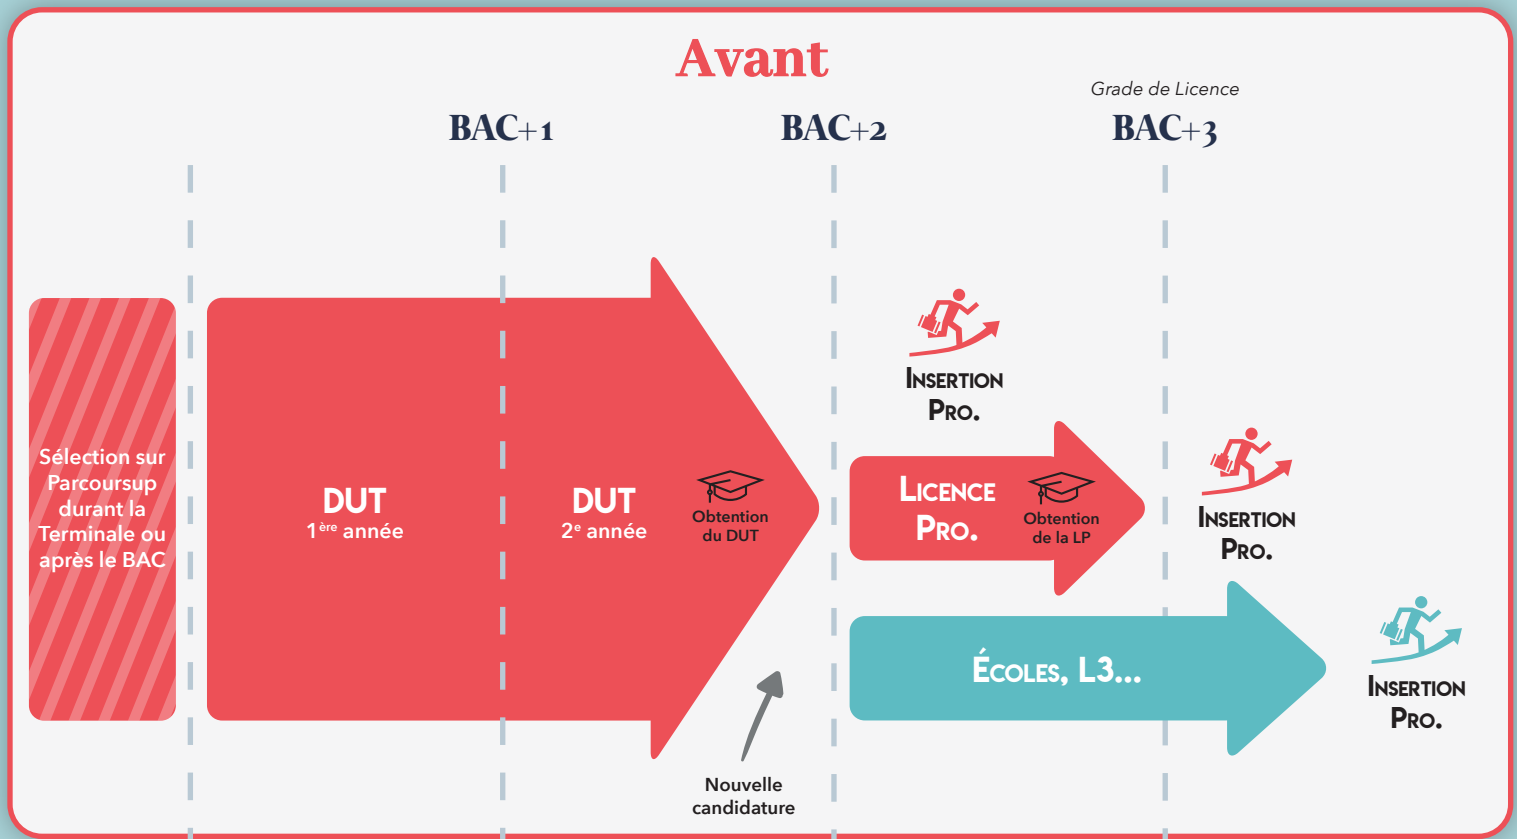 Avant
Grade de Licence
BAC+1
BAC+2
BAC+3
Sélection sur
Parcoursup
durant la
Terminale ou
après le BAC
DUT
1ère année
DUT
2e année
Obtention
du DUT
Nouvelle
candidature
Insertion
Pro.
Licence
Pro.
Obtention
de la LP
Insertion
Pro.
Écoles, L3...
Insertion
Pro.